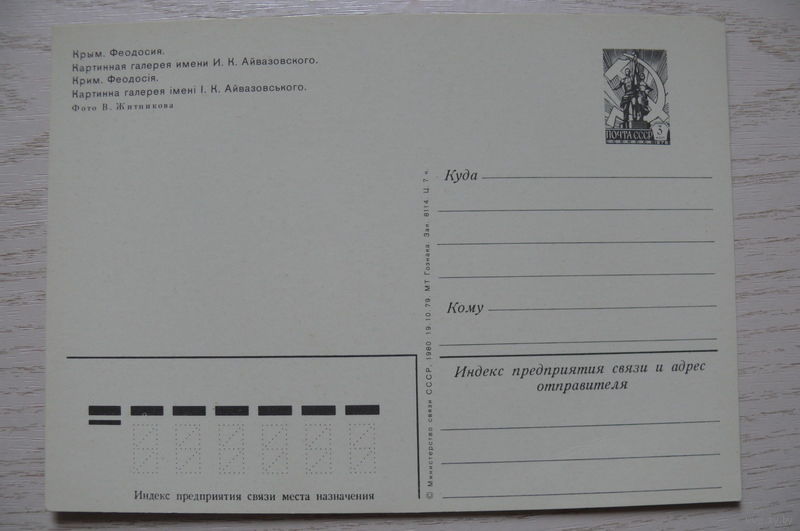 Крым. Феодосия.
Картинная галерея имени И. К. Айвазовского.
Крим. Феодосія.
Картинна галерея імені І. К. Айвазовського.
Фото В. Житникова
ПОЧТА СССР 3
Куда
Кому
© Министерство связи СССР, 1980 19.10.79. МТ Гознака. Зак. 8114. Ц. 7 к.
Индекс предприятия связи и адрес
отправителя
Индекс предприятия связи места назначения